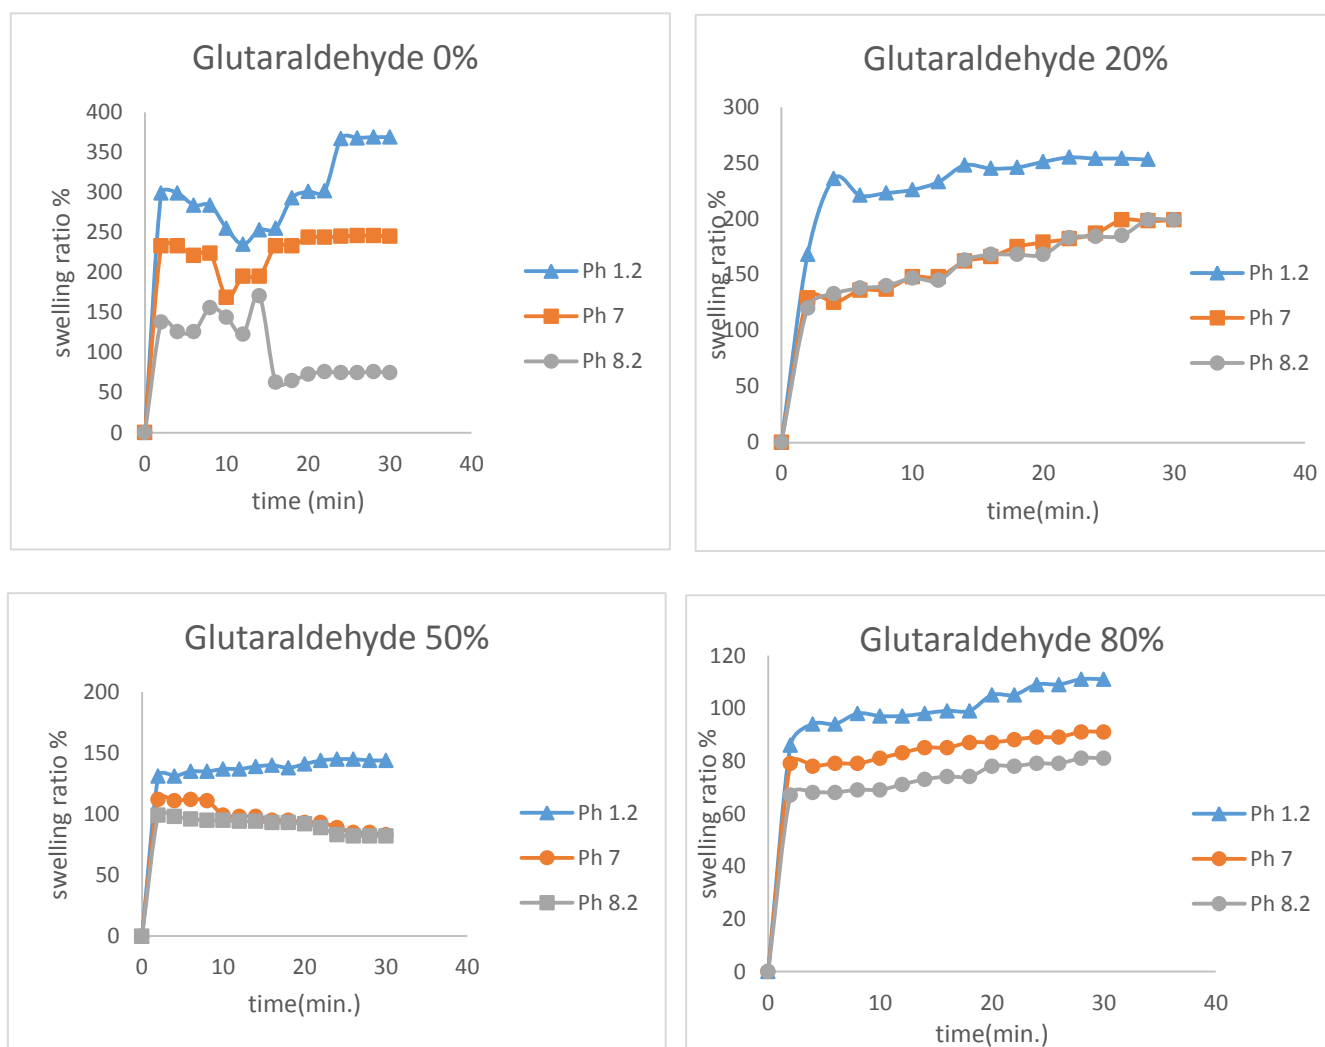 Glutaraldehyde 0%
400
350
300
250
200
150
100
50
0
swelling ratio %
0 10 20 30 40
time (min)
Ph 1.2
Ph 7
Ph 8.2
Glutaraldehyde 20%
300
250
200
150
100
50
0
swelling ratio %
0 10 20 30 40
time(min.)
Ph 1.2
Ph 7
Ph 8.2
Glutaraldehyde 50%
200
150
100
50
0
swelling ratio %
0 10 20 30 40
time(min.)
Ph 1.2
Ph 7
Ph 8.2
Glutaraldehyde 80%
120
100
80
60
40
20
0
swelling ratio %
0 10 20 30 40
time(min.)
Ph 1.2
Ph 7
Ph 8.2